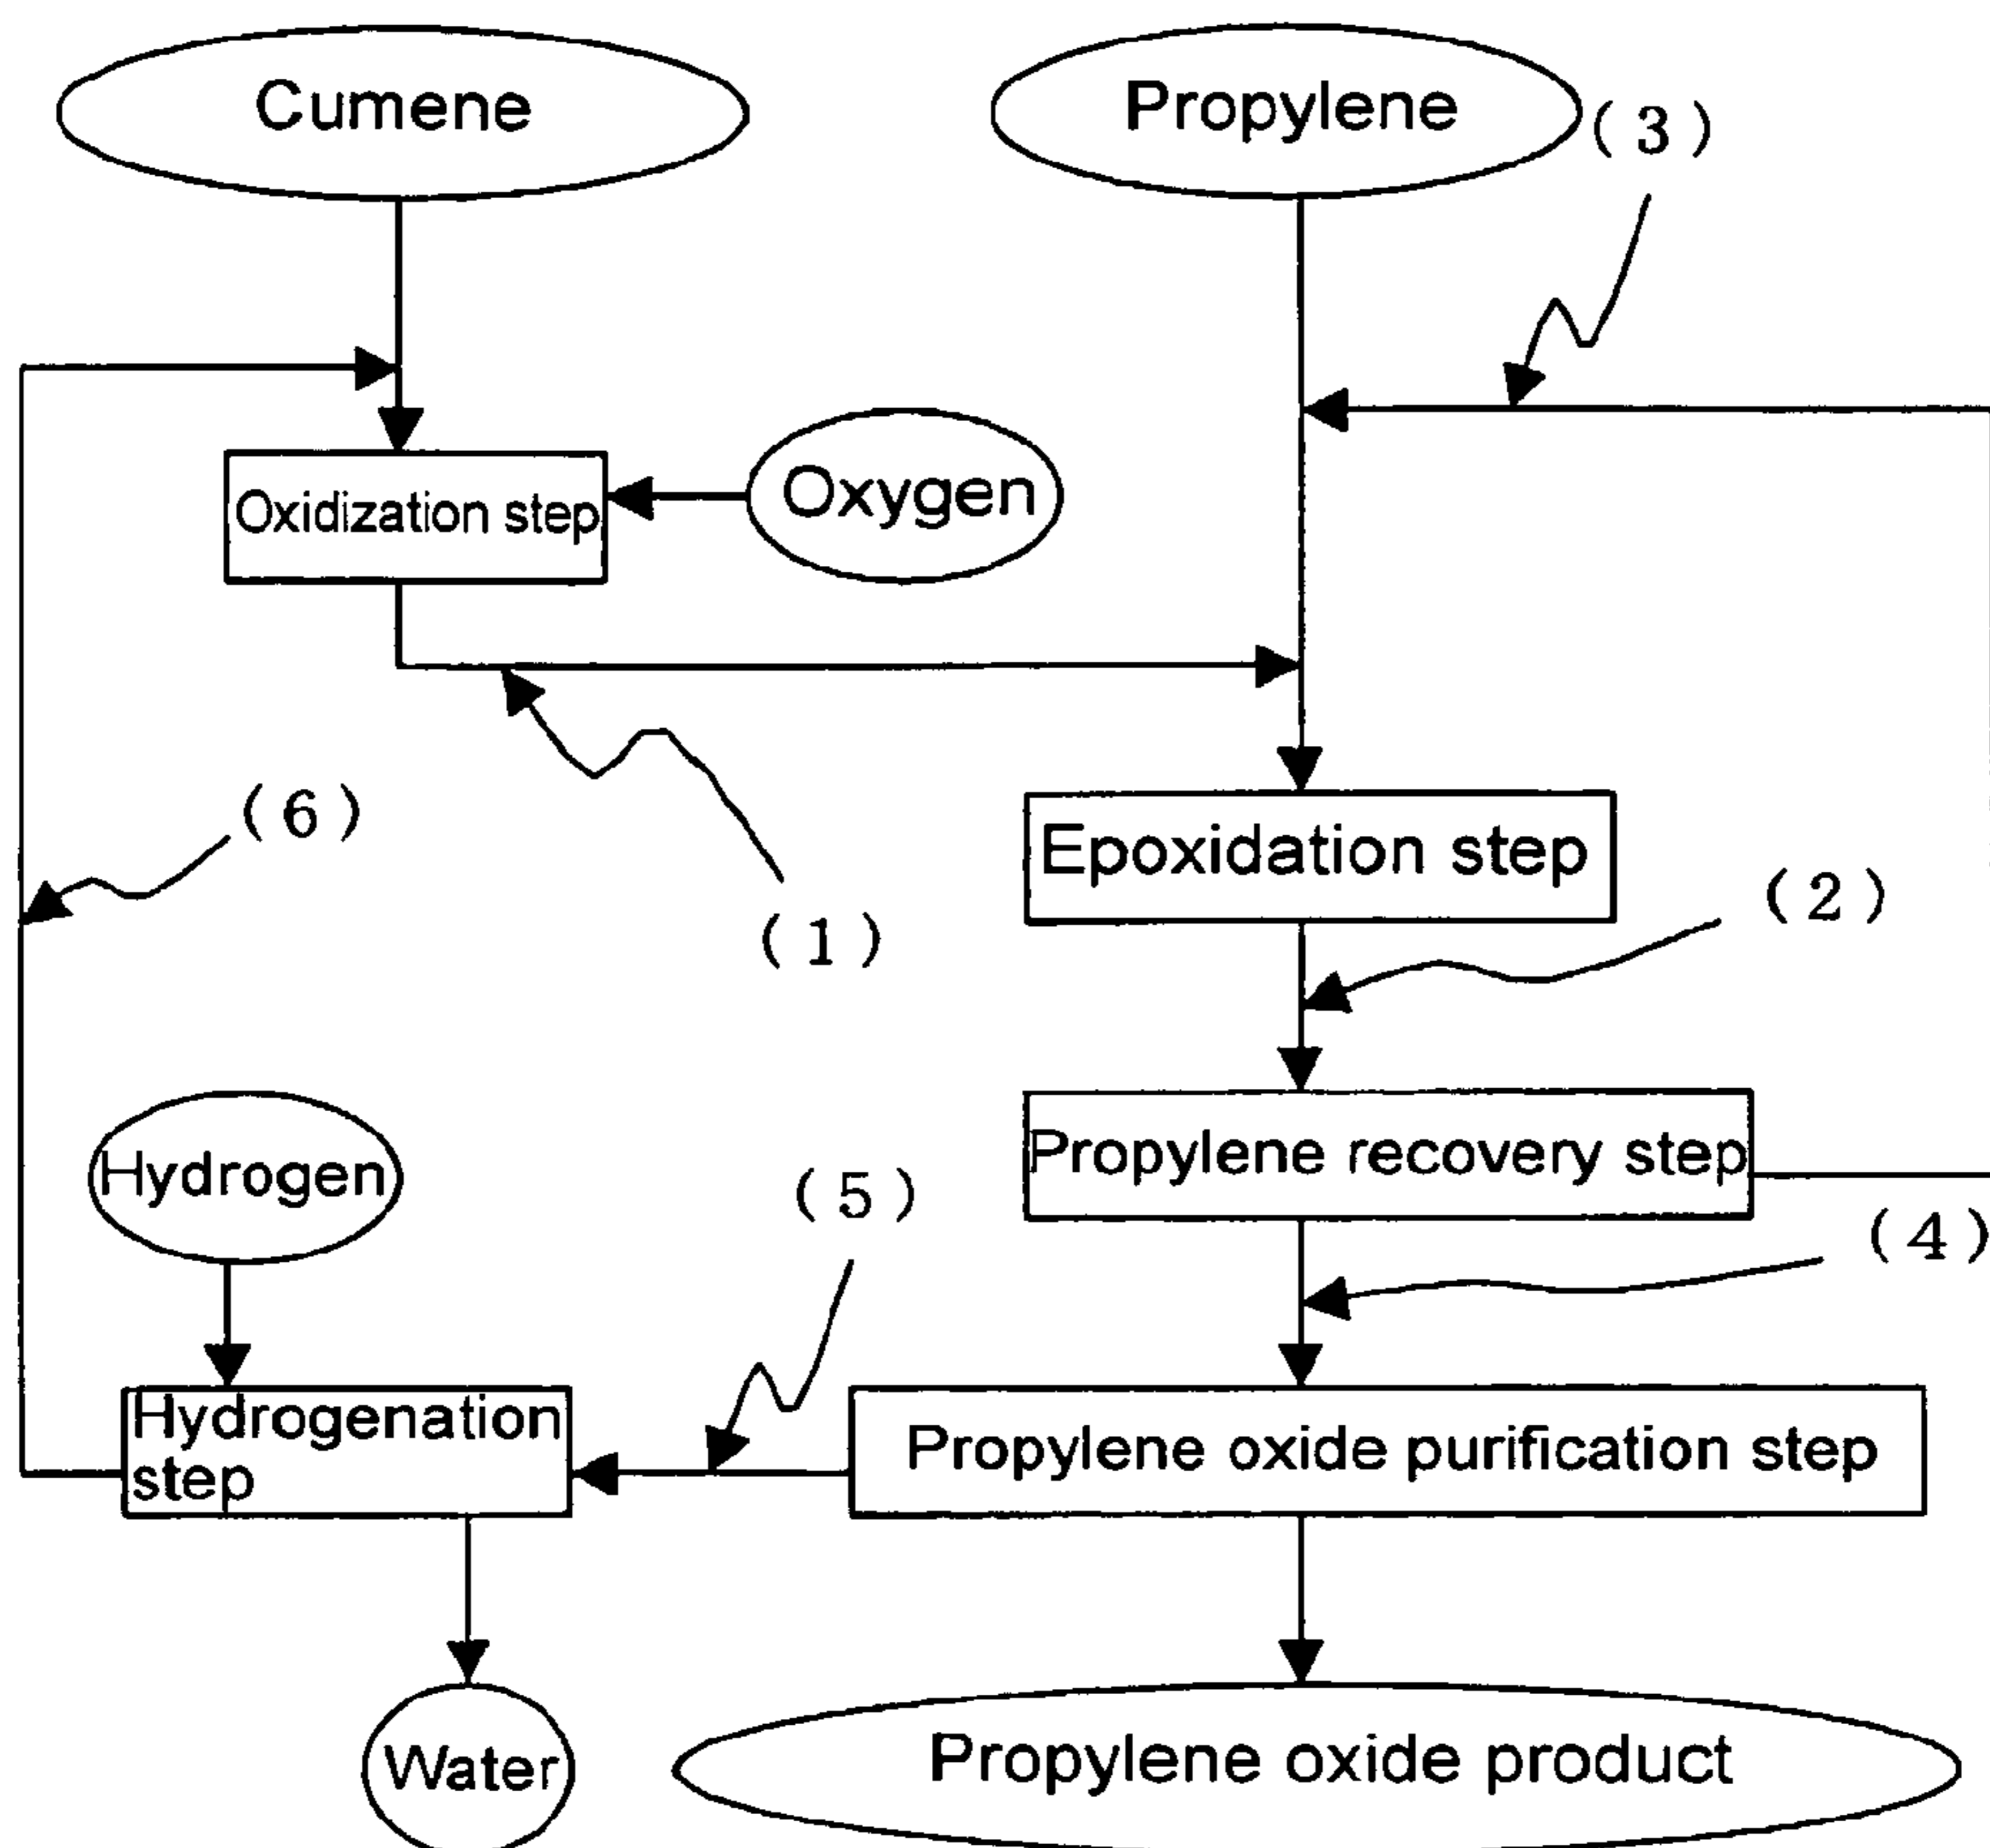 Cumene
Propylene
(3)
Oxidization step
Oxygen
(6)
Epoxidation step
(2)
(1)
Hydrogen
Propylene recovery step
(5)
(4)
Hydrogenation
step
Propylene oxide purification step
Water
Propylene oxide product